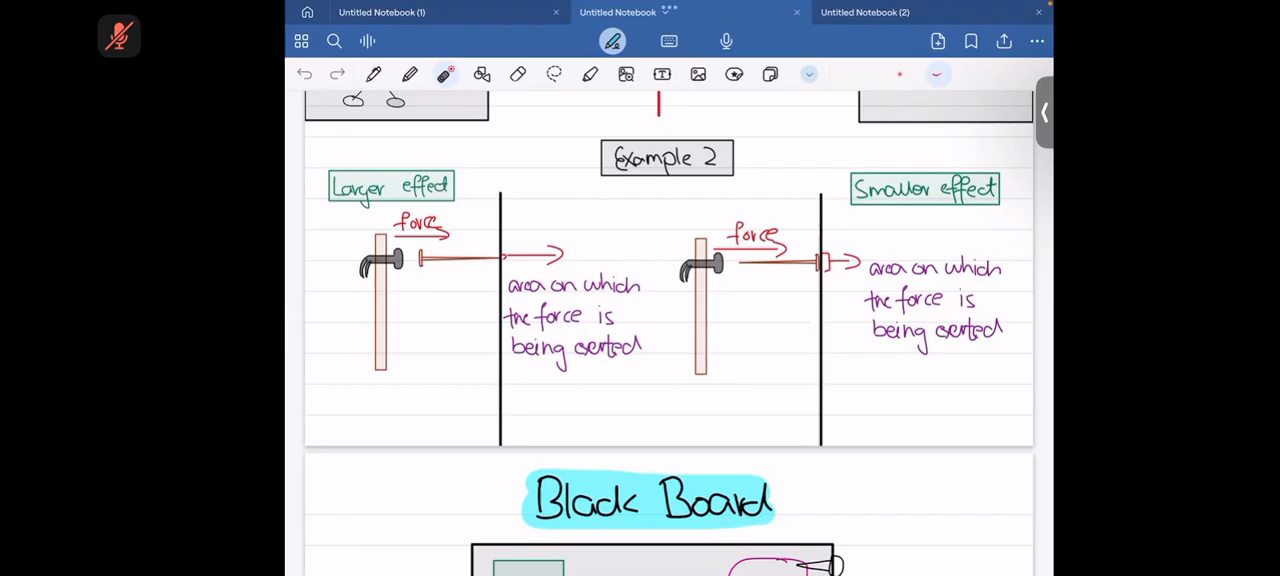 Untitled Notebook (1)
Untitled Notebook
Untitled Notebook (2)
Example 2
Larger effect
Smaller effect
force
force
area on which
the force is
being exerted
area on which
the force is
being exerted
Black Board